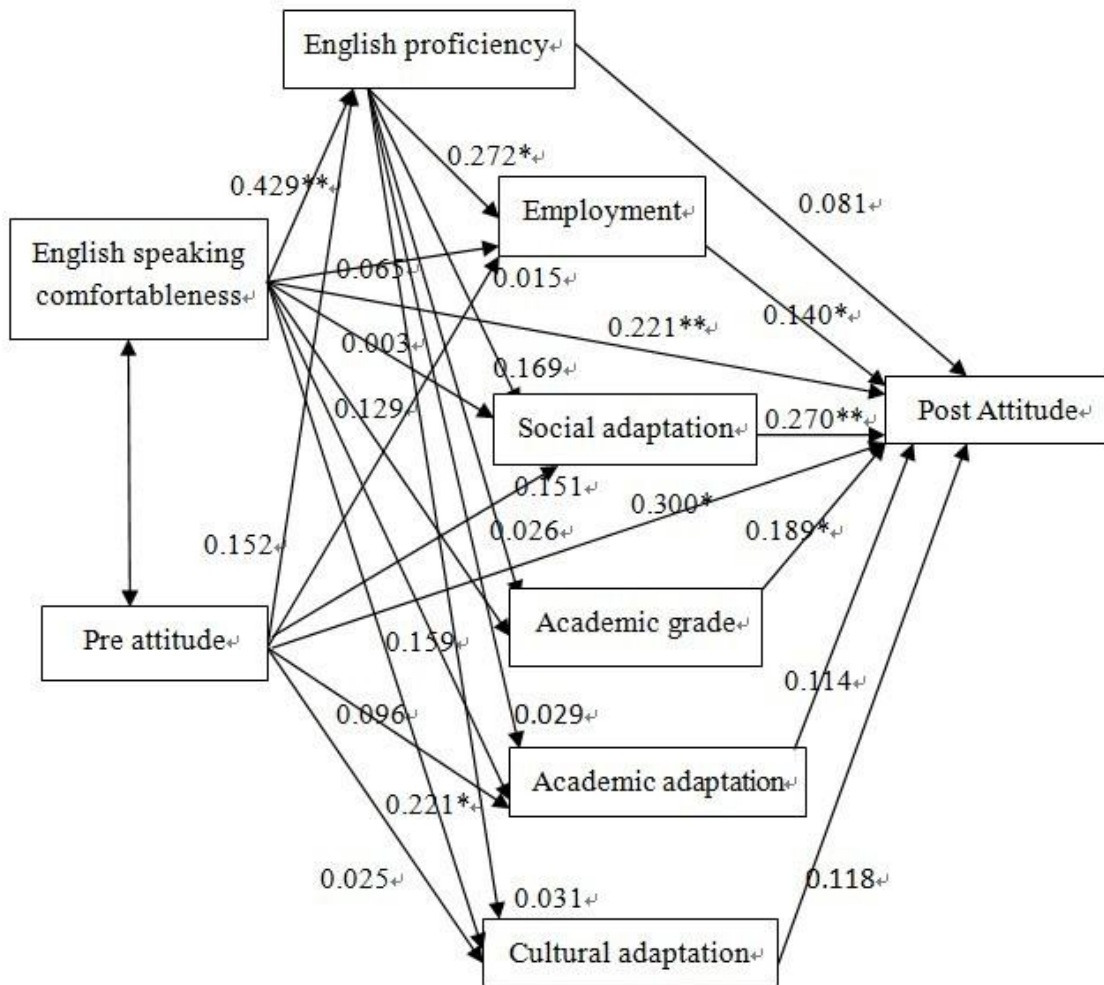 English proficiency↵
0.272*↵
0.429**↵
Employment↵
0.081↵
English speaking
comfortableness↵
0.065↵
0.015↵
0.140*↵
0.221**↵
0.003↵
0.169↵
0.129↵
Post Attitude↵
Social adaptation↵
0.270**↵
0.151↵
0.300*
0.026↵
0.189*↵
0.152↵
Academic grade↵
Pre attitude↵
0.159↵
0.114↵
0.096↵
0.029↵
Academic adaptation↵
0.221*↵
0.025↵
0.031↵
0.118↵
Cultural adaptation↵